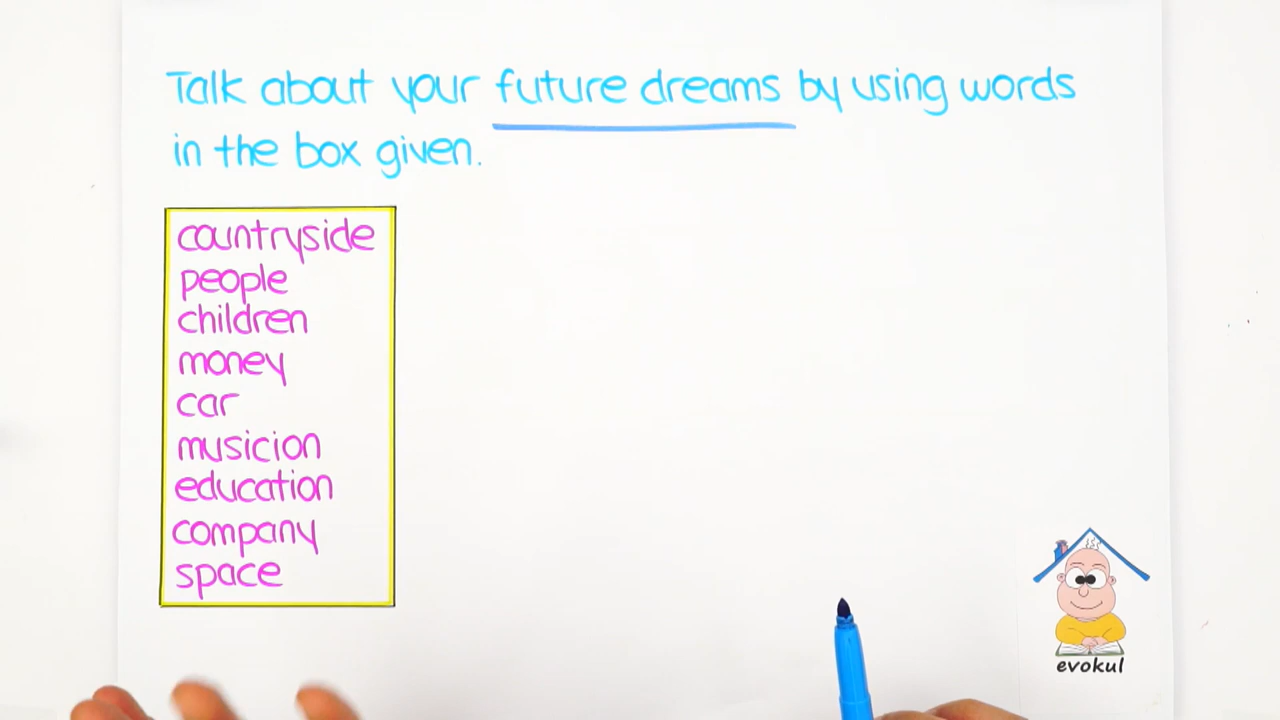 Talk about your future dreams by using words
in the box given.
countryside
people
children
money
car
musicion
education
company
space
evokul